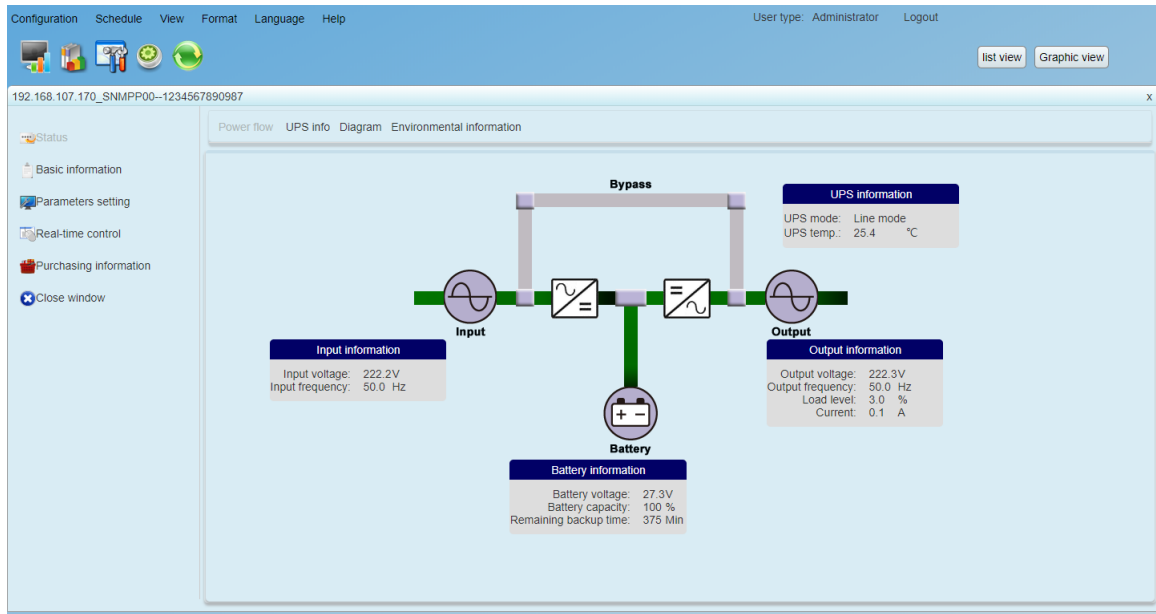 Configuration Schedule View Format Language Help User type: Administrator Logout
list view Graphic view
192.168.107.170_SNMPP00--1234567890987 x
Status
Basic information
Parameters setting
Real-time control
Purchasing information
Close window
Power flow UPS info Diagram Environmental information
Bypass
UPS information
UPS mode: Line mode
UPS temp.: 25.4 ℃
Input
Output
Input information
Input voltage: 222.2V
Input frequency: 50.0 Hz
Output information
Output voltage: 222.3V
Output frequency: 50.0 Hz
Load level: 3.0 %
Current: 0.1 A
Battery
Battery information
Battery voltage: 27.3V
Battery capacity: 100 %
Remaining backup time: 375 Min